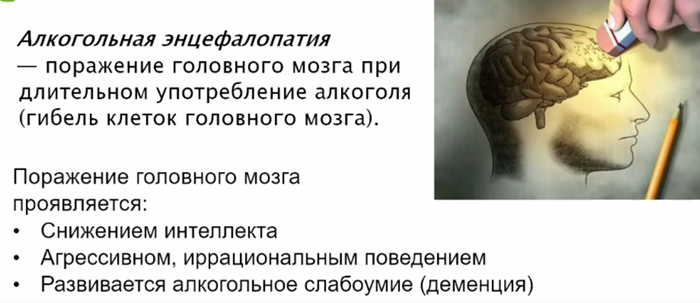 Алкогольная энцефалопатия
— поражение головного мозга при
длительном употребление алкоголя
(гибель клеток головного мозга).
Поражение головного мозга
проявляется:
• Снижением интеллекта
• Агрессивном, иррациональным поведением
• Развивается алкогольное слабоумие (деменция)